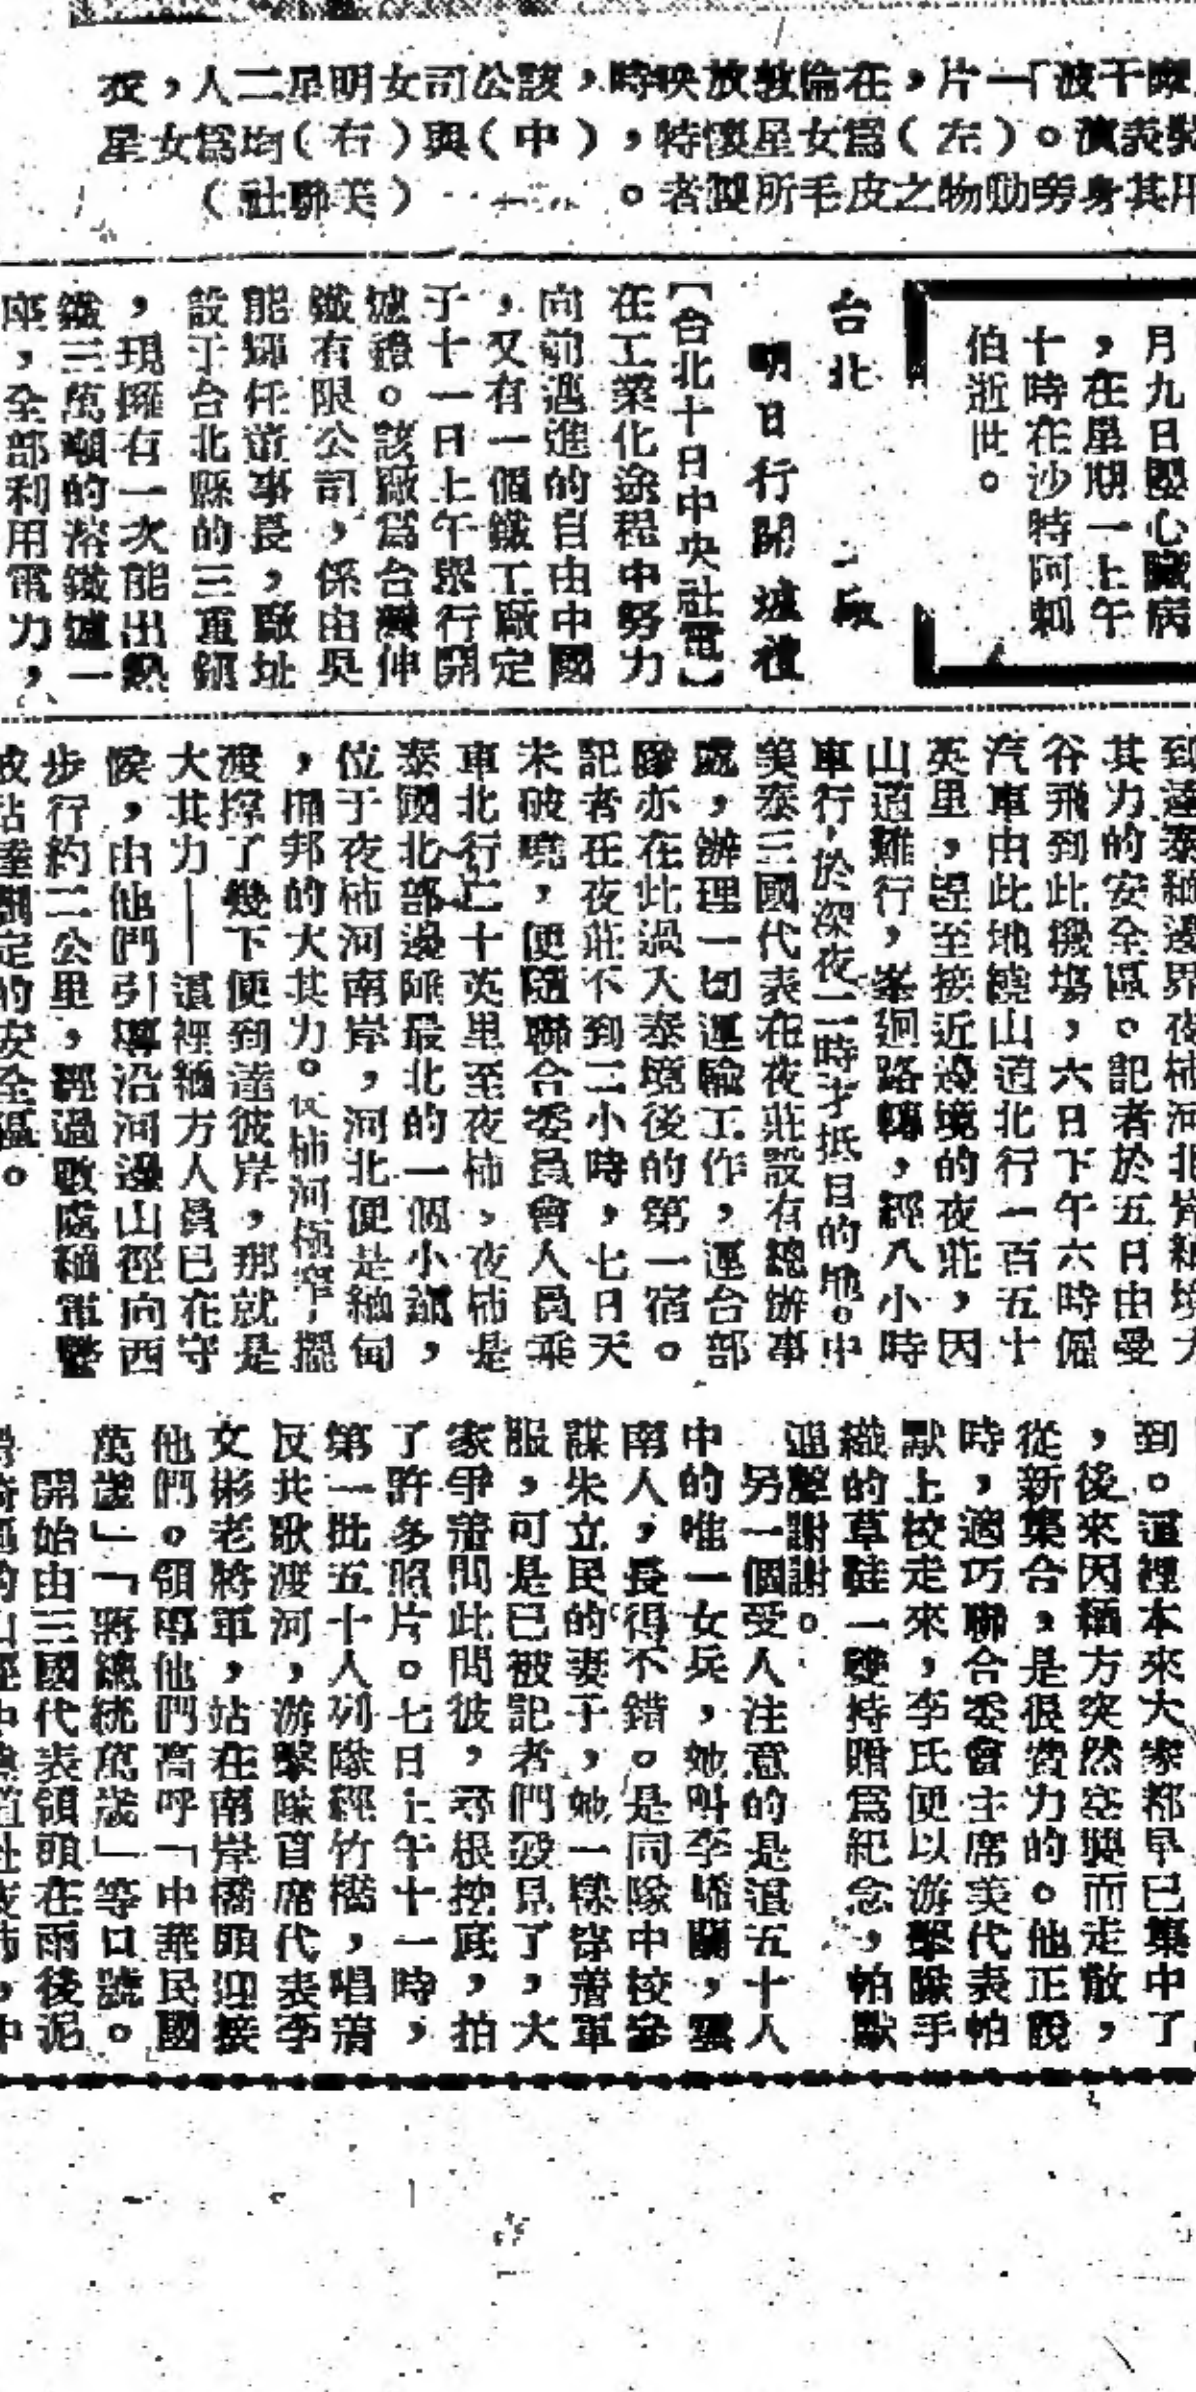 干波」一片，在倫敦放映時，該公司女明星二人，夜
裝表演。（左）爲女星懷特，（中）與（右）均爲女星
其身旁動物之皮毛所製者。（美聯社）
月九日嬰心臟病
，在星期一上午
十時在沙特阿剌
伯逝世。
台北 廠
明日行開爐禮
【台北十日中央社電】
在工業化途程中努力
向前邁進的自由中國
，又有一個鐵工廠定
于十一日上午舉行開
爐禮。該廠爲台灣伸
鐵有限公司，係由吳
能 任董事長，廠址
設于台北縣的三重鎮
，現擁有一次能出熱
鐵三萬噸的溶鐵爐一
座，全部利用電力，
到達泰緬邊界夜柿河北岸緬境大
其力的安全區。記者於五日由曼
谷飛到此機場，六日下午六時僱
汽車由此地繞山道北行一百五十
英里，逕至接近邊境的夜莊，因
山道難行，峯廻路轉，經八小時
車行，於深夜二時才抵目的地。中
美泰三國代表在夜莊設有總辦事
處，辦理一切運輸工作，運台部
隊亦在此過入泰境後的第一宿。
記者在夜莊不到二小時，七日天
未破曉，便隨聯合委員會人員乘
車北行亡十英里至夜柿，夜柿是
泰國北部邊陲最北的一個小鎮，
位于夜柿河南岸，河北便是緬甸
，撣邦的大其力。夜柿河極窄，擺
渡撑了幾下便到達彼岸，那就是
大其力——這裡緬方人員已在守
候，由他們引導沿河邊山徑向西
步行約二公里，經過數處緬軍警
崗站達劃定的安全區。
到。這裡本來大家都早已集中了
，後來因緬方突然 而走散，
從新集合，是很費力的。他正說
時，適巧聯合委會主席美代表帕
默上校走來，李氏便以游擊隊手
織的草鞋一雙持贈爲紀念，帕默
連聲謝謝。
另一個受人注意的是這五十人
中的唯一女兵，她叫李晞蘭，雲
南人，長得不錯。是同隊中校參
謀朱立民的妻子，她一樣穿着軍
服，可是已被記者們發見了，大
家爭着問此問彼，尋根挖底，拍
了許多照片。七日上午十一時，
第一批五十人列隊經竹橋，唱着
反共歌渡河，游擊隊首席代表李
文彬老將軍，站在南岸橋頭迎接
他們。領導他們高呼「中華民國
萬歲」「蔣總統萬歲」等口號。
開始由三國代表領頭在雨後泥